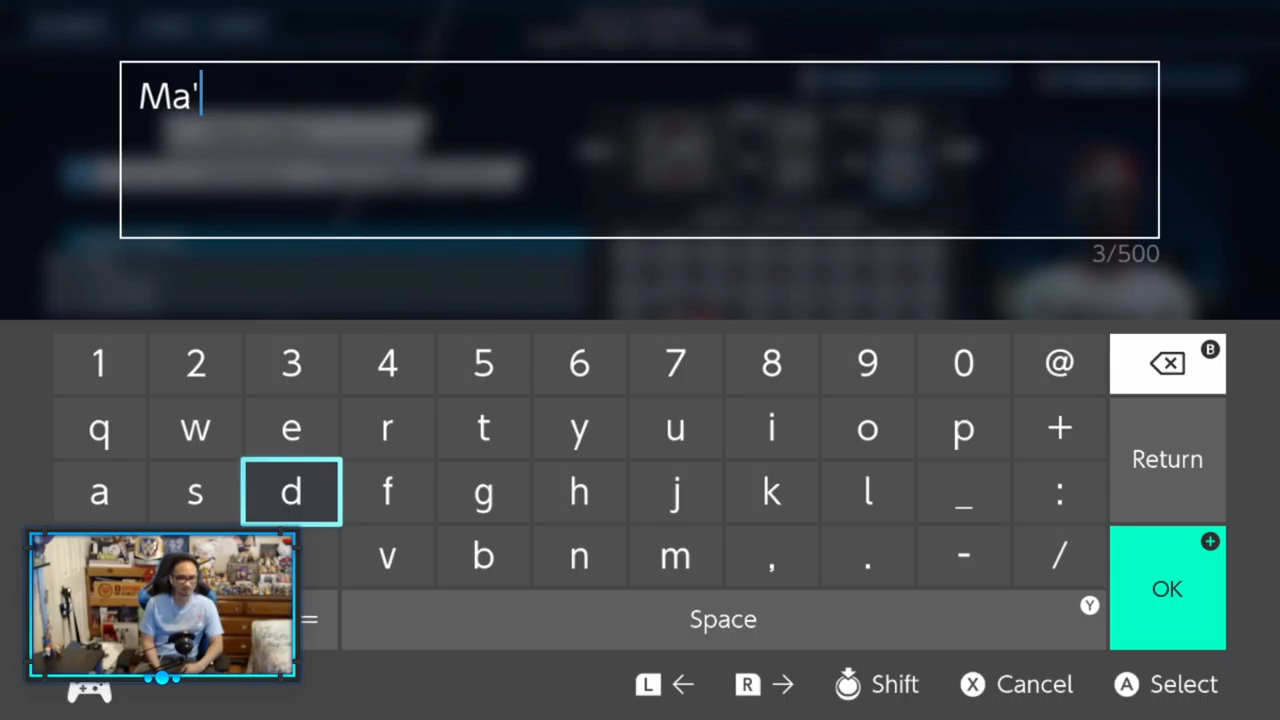 Ma'
3/500
1 2 3 4 5 6 7 8 9 0 @ B
q w e r t y u i o p +
Return
a s d f g h j k l _ :
v b n m , . - / +
OK
= Space Y
L ← R → Shift X Cancel A Select